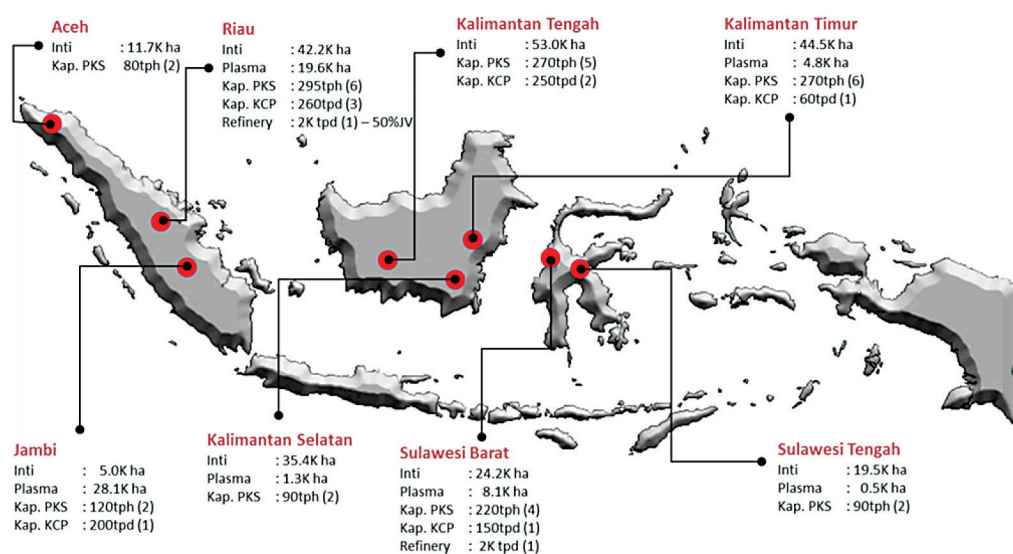 Aceh
Inti : 11.7K ha
Kap. PKS 80tph (2)
Riau
Inti : 42.2K ha
Plasma : 19.6K ha
Kap. PKS : 295tph (6)
Kap. KCP : 260tpd (3)
Refinery : 2K tpd (1) – 50%JV
Kalimantan Tengah
Inti : 53.0K ha
Kap. PKS : 270tph (5)
Kap. KCP : 250tpd (2)
Kalimantan Timur
Inti : 44.5K ha
Plasma : 4.8K ha
Kap. PKS : 270tph (6)
Kap. KCP : 60tpd (1)
Jambi
Inti : 5.0K ha
Plasma : 28.1K ha
Kap. PKS : 120tph (2)
Kap. KCP : 200tpd (1)
Kalimantan Selatan
Inti : 35.4K ha
Plasma : 1.3K ha
Kap. PKS : 90tph (2)
Sulawesi Barat
Inti : 24.2K ha
Plasma : 8.1K ha
Kap. PKS : 220tph (4)
Kap. KCP : 150tpd (1)
Refinery : 2K tpd (1)
Sulawesi Tengah
Inti : 19.5K ha
Plasma : 0.5K ha
Kap. PKS : 90tph (2)